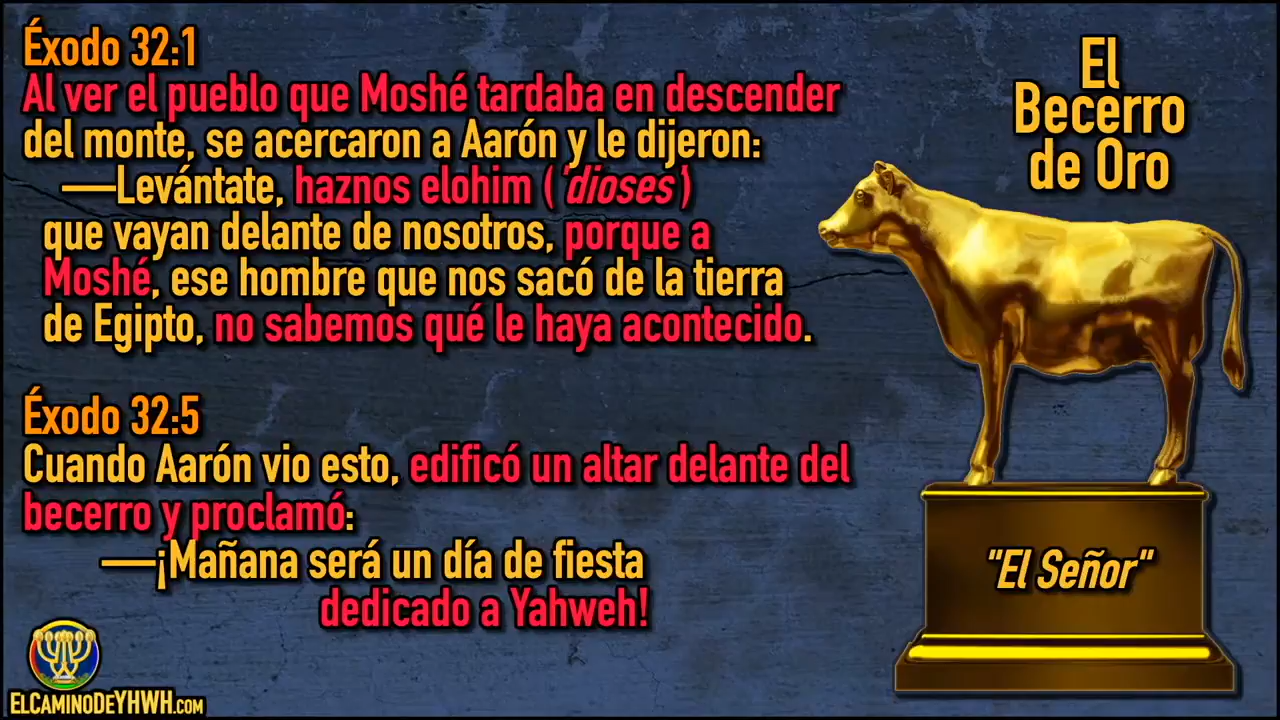 Éxodo 32:1
Al ver el pueblo que Moshé tardaba en descender
del monte, se acercaron a Aarón y le dijeron:
—Levántate, haznos elohim ( 'dioses')
que vayan delante de nosotros, porque a
Moshé, ese hombre que nos sacó de la tierra
de Egipto, no sabemos qué le haya acontecido.
Éxodo 32:5
Cuando Aarón vio esto, edificó un altar delante del
becerro y proclamó:
—¡Mañana será un día de fiesta
dedicado a Yahweh!
El
Becerro
de Oro
"El Señor"
ELCAMINODEYHWH.com